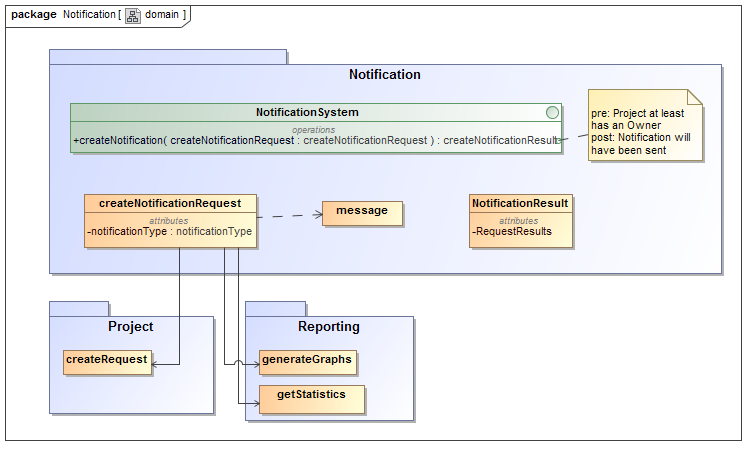 package Notification [ domain ]
Notification
NotificationSystem
operations
+createNotification( createNotificationRequest : createNotificationRequest ) : createNotificationResult
pre: Project at least
has an Owner
post: Notification will
have been sent
createNotificationRequest
attributes
-notificationType : notificationType
message
NotificationResult
attributes
-RequestResults
Project
createRequest
Reporting
generateGraphs
getStatistics